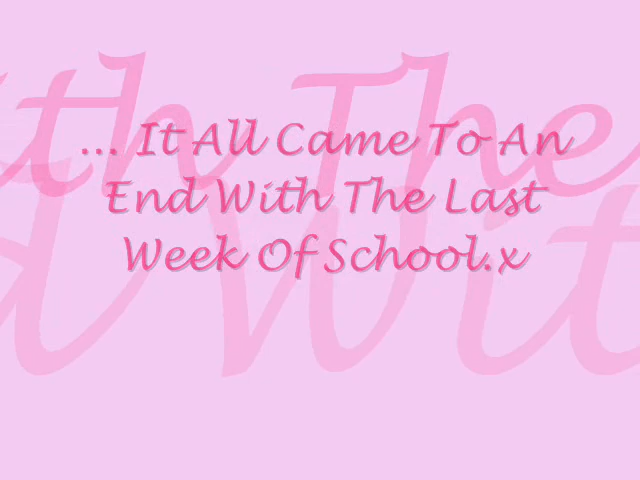 ... It All Came To An
End With The Last
Week Of School.x